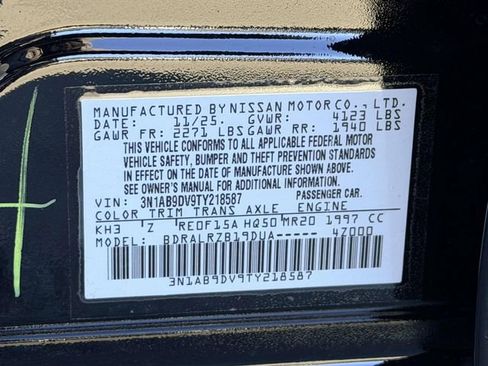 MANUFACTURED BY NISSAN MOTOR CO., LTD.
DATE: 11/25 GVWR: 4123 LBS
GAWR FR: 2271 LBS GAWR RR: 1940 LBS
THIS VEHICLE CONFORMS TO ALL APPLICABLE FEDERAL MOTOR
VEHICLE SAFETY, BUMPER AND THEFT PREVENTION STANDARDS
IN EFFECT ON THE DATE OF MANUFACTURE SHOWN ABOVE.
SEE OWNER'S MANUAL FOR ADDITIONAL INFORMATION.
VIN: 3N1AB9DV9TY218587 PASSENGER CAR.
COLOR TRIM TRANS AXLE ENGINE
KH3 Z RE0F15A HQ50 MR20 1997 CC
MODEL----- BDRALRZB19DUA----- 4Z000
3N1AB9DV9TY218587